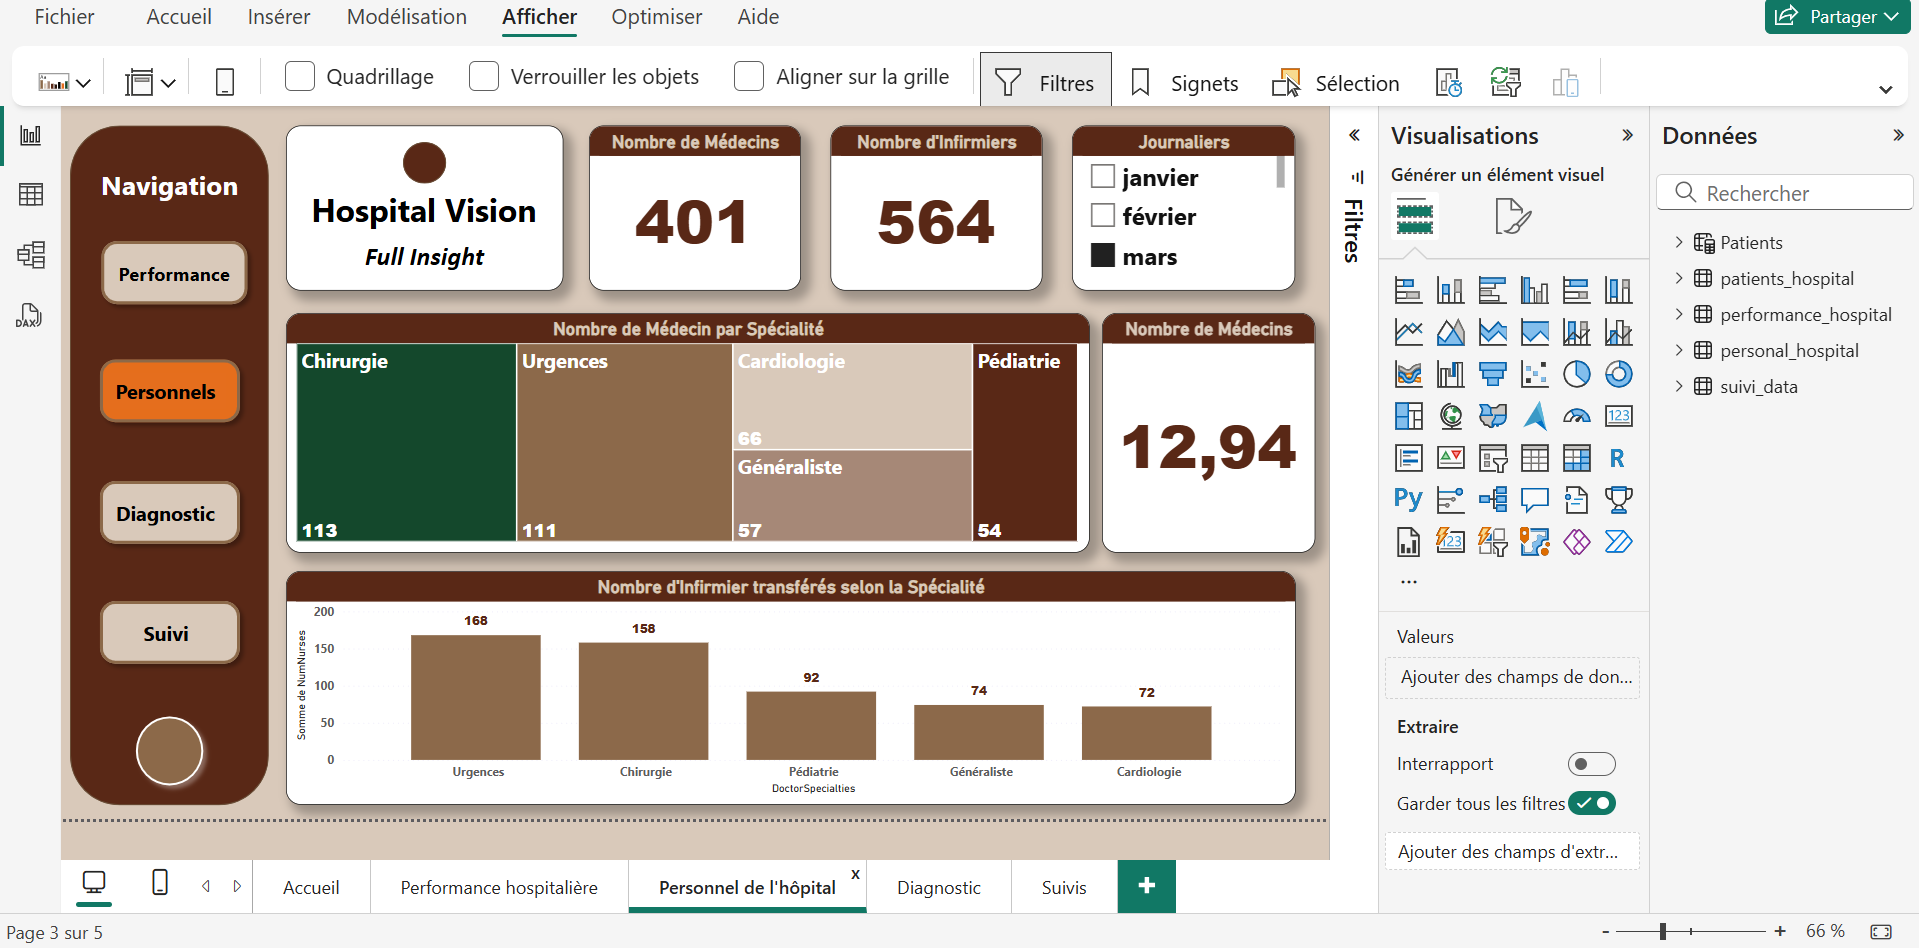 Fichier Accueil Insérer Modélisation Afficher Optimiser Aide Partager
Quadrillage Verrouiller les objets Aligner sur la grille Filtres Signets Sélection
Navigation
Performance
Personnels
Diagnostic
Suivi
Hospital Vision
Full Insight
Nombre de Médecins
401
Nombre d'Infirmiers
564
Journaliers
janvier
février
mars
Nombre de Médecin par Spécialité
Chirurgie
113
Urgences
111
Cardiologie
66
Généraliste
57
Pédiatrie
54
Nombre de Médecins
12,94
Nombre d'Infirmier transférés selon la Spécialité
Somme de NumNurses
200
150
100
50
0
168
158
92
74
72
Urgences Chirurgie Pédiatrie Généraliste Cardiologie
DoctorSpecialties
Filtres
Visualisations
Générer un élément visuel
123
R
Py
123
...
Valeurs
Ajouter des champs de don...
Extraire
Interrapport
Garder tous les filtres
Ajouter des champs d'extr...
Données
Rechercher
Patients
patients_hospital
performance_hospital
personal_hospital
suivi_data
DAX
Accueil Performance hospitalière Personnel de l'hôpital x Diagnostic Suivis +
Page 3 sur 5
- + 66 %